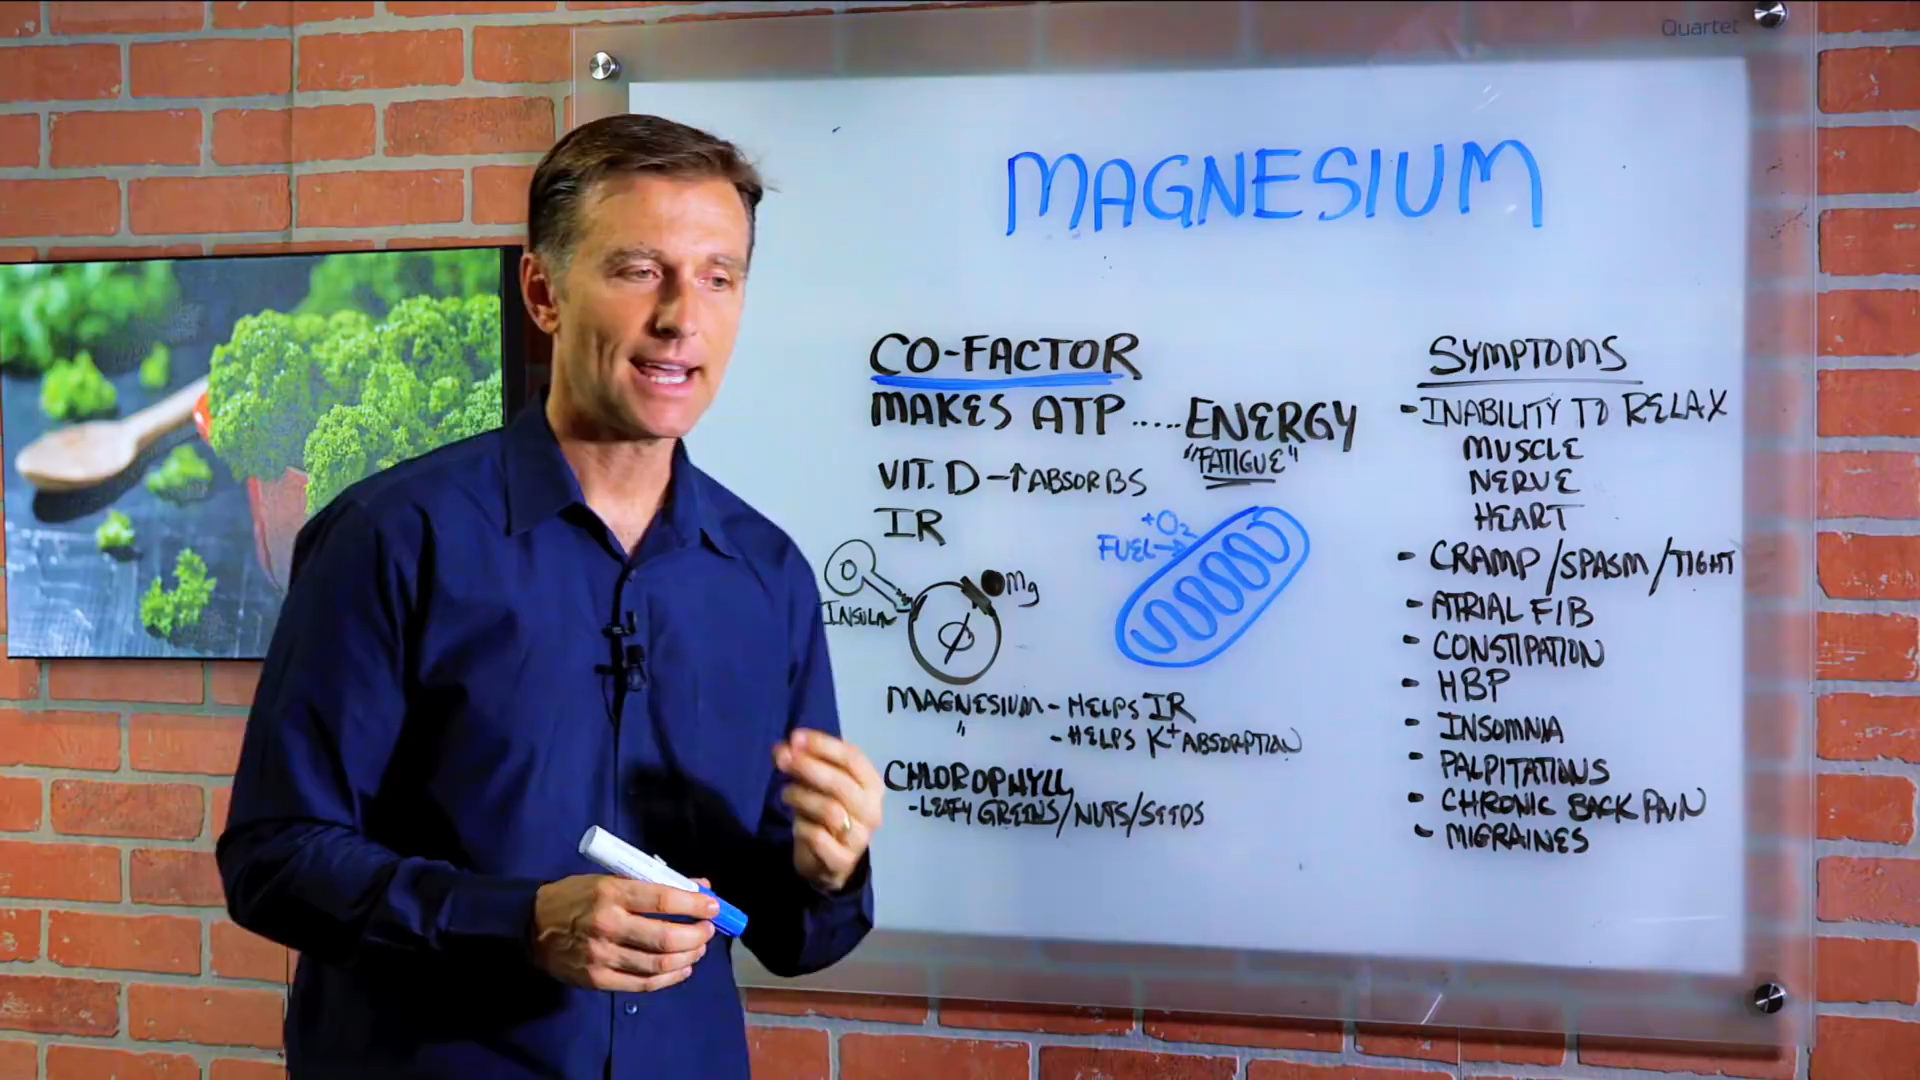 Quartet
MAGNESIUM
CO-FACTOR
MAKES ATP.....ENERGY
"FATIGUE"
VIT. D-↑ABSORBS
IR
+O2
FUEL→
Mg
INSULIN
MAGNESIUM-HELPS IR
" -HELPS K+ABSORPTION
CHLOROPHYLL
-LEAFY GREENS/NUTS/SEEDS
SYMPTOMS
-INABILITY TO RELAX
MUSCLE
NERVE
HEART
- CRAMP/SPASM/TIGHT
- ATRIAL FIB
- CONSTIPATION
- HBP
- INSOMNIA
- PALPITATIONS
- CHRONIC BACK PAIN
- MIGRAINES